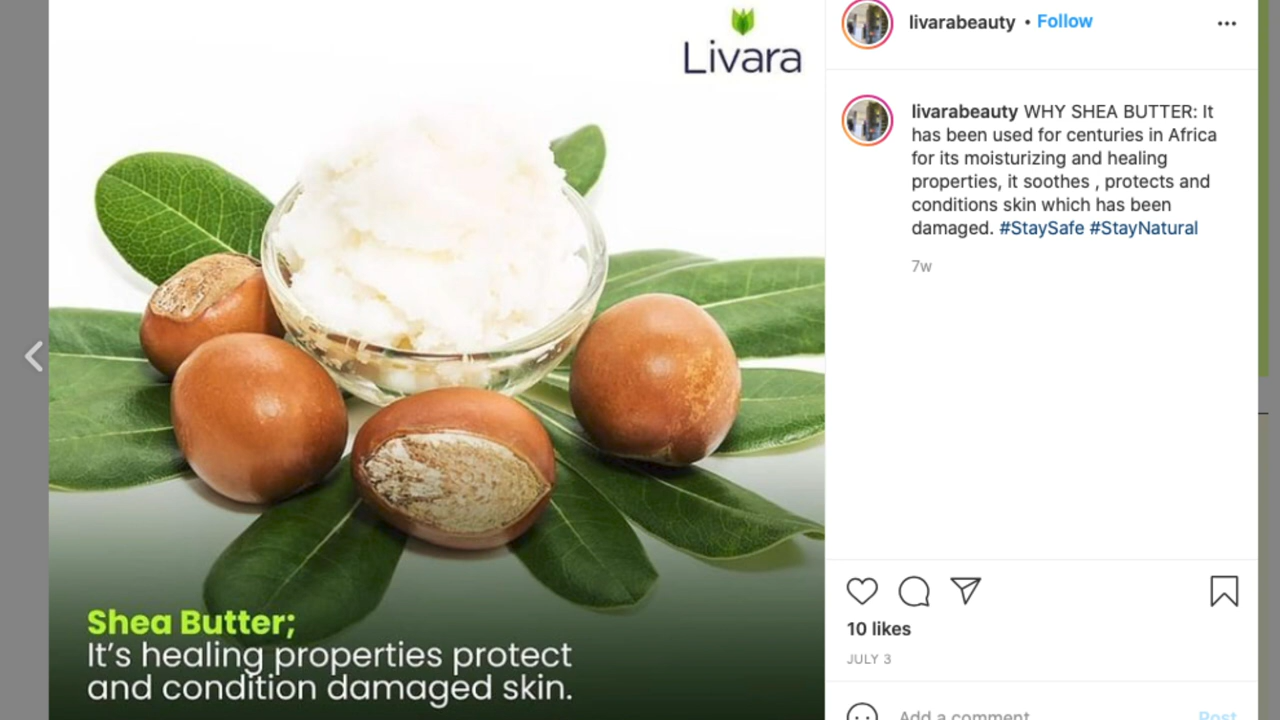 Livara
Shea Butter;
It's healing properties protect
and condition damaged skin.
livarabeauty • Follow
livarabeauty WHY SHEA BUTTER: It
has been used for centuries in Africa
for its moisturizing and healing
properties, it soothes , protects and
conditions skin which has been
damaged. #StaySafe #StayNatural
7w
10 likes
JULY 3
Add a comment
Post